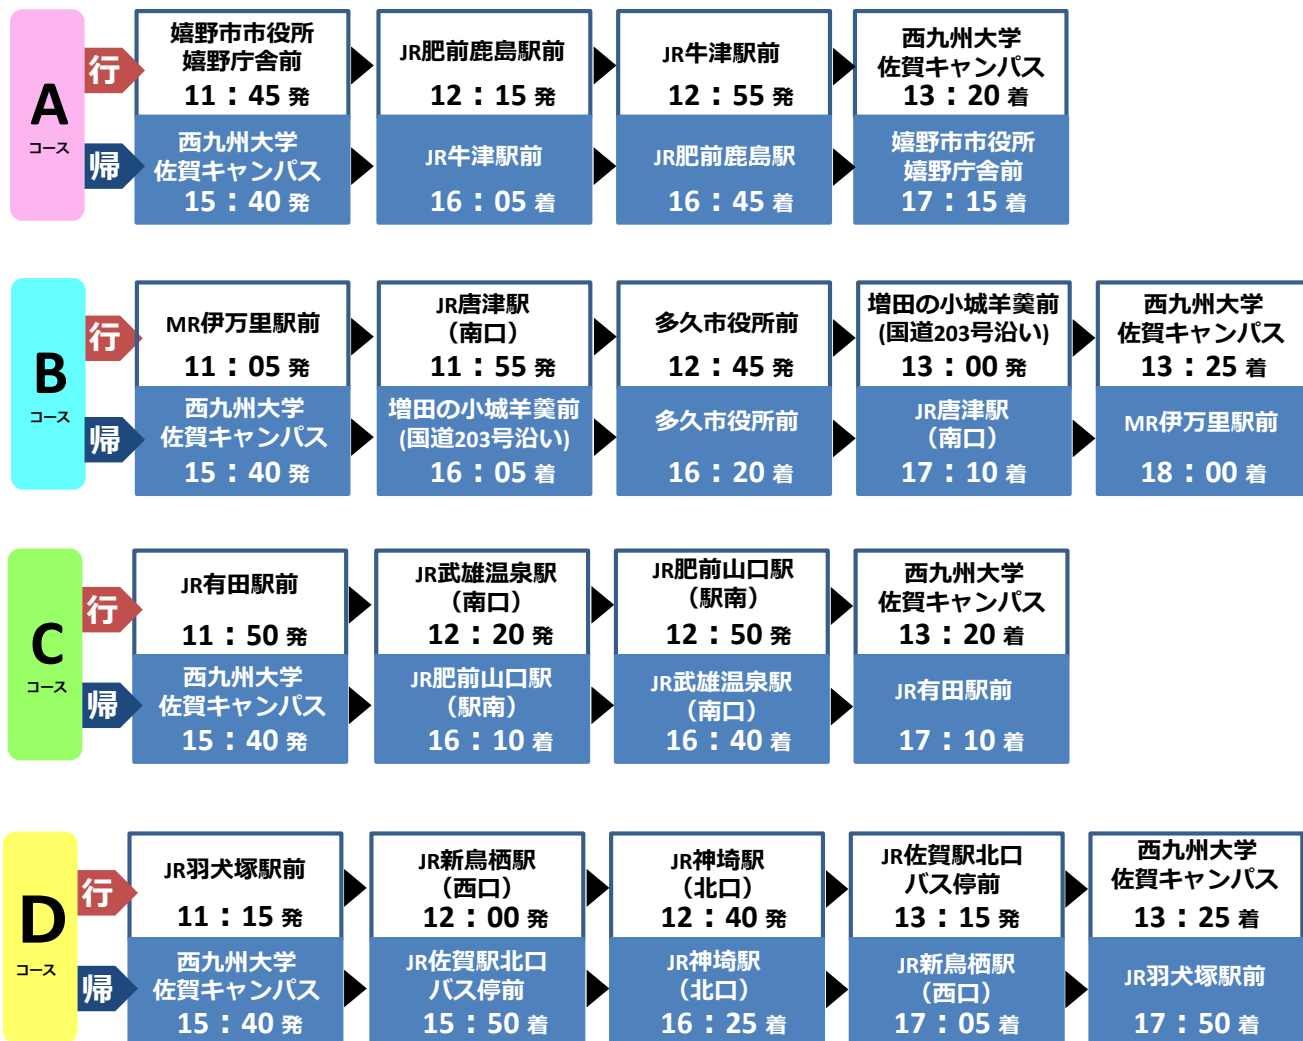 A
コース
行
嬉野市市役所
嬉野庁舎前
11：45 発
JR肥前鹿島駅前
12：15 発
JR牛津駅前
12：55 発
西九州大学
佐賀キャンパス
13：20 着
帰
西九州大学
佐賀キャンパス
15：40 発
JR牛津駅前
16：05 着
JR肥前鹿島駅
16：45 着
嬉野市市役所
嬉野庁舎前
17：15 着
B
コース
行
MR伊万里駅前
11：05 発
JR唐津駅
（南口）
11：55 発
多久市役所前
12：45 発
増田の小城羊羹前
(国道203号沿い)
13：00 発
西九州大学
佐賀キャンパス
13：25 着
帰
西九州大学
佐賀キャンパス
15：40 発
増田の小城羊羹前
(国道203号沿い)
16：05 着
多久市役所前
16：20 着
JR唐津駅
（南口）
17：10 着
MR伊万里駅前
18：00 着
C
コース
行
JR有田駅前
11：50 発
JR武雄温泉駅
（南口）
12：20 発
JR肥前山口駅
（駅南）
12：50 発
西九州大学
佐賀キャンパス
13：20 着
帰
西九州大学
佐賀キャンパス
15：40 発
JR肥前山口駅
（駅南）
16：10 着
JR武雄温泉駅
（南口）
16：40 着
JR有田駅前
17：10 着
D
コース
行
JR羽犬塚駅前
11：15 発
JR新鳥栖駅
（西口）
12：00 発
JR神埼駅
（北口）
12：40 発
JR佐賀駅北口
バス停前
13：15 発
西九州大学
佐賀キャンパス
13：25 着
帰
西九州大学
佐賀キャンパス
15：40 発
JR佐賀駅北口
バス停前
15：50 着
JR神埼駅
（北口）
16：25 着
JR新鳥栖駅
（西口）
17：05 着
JR羽犬塚駅前
17：50 着